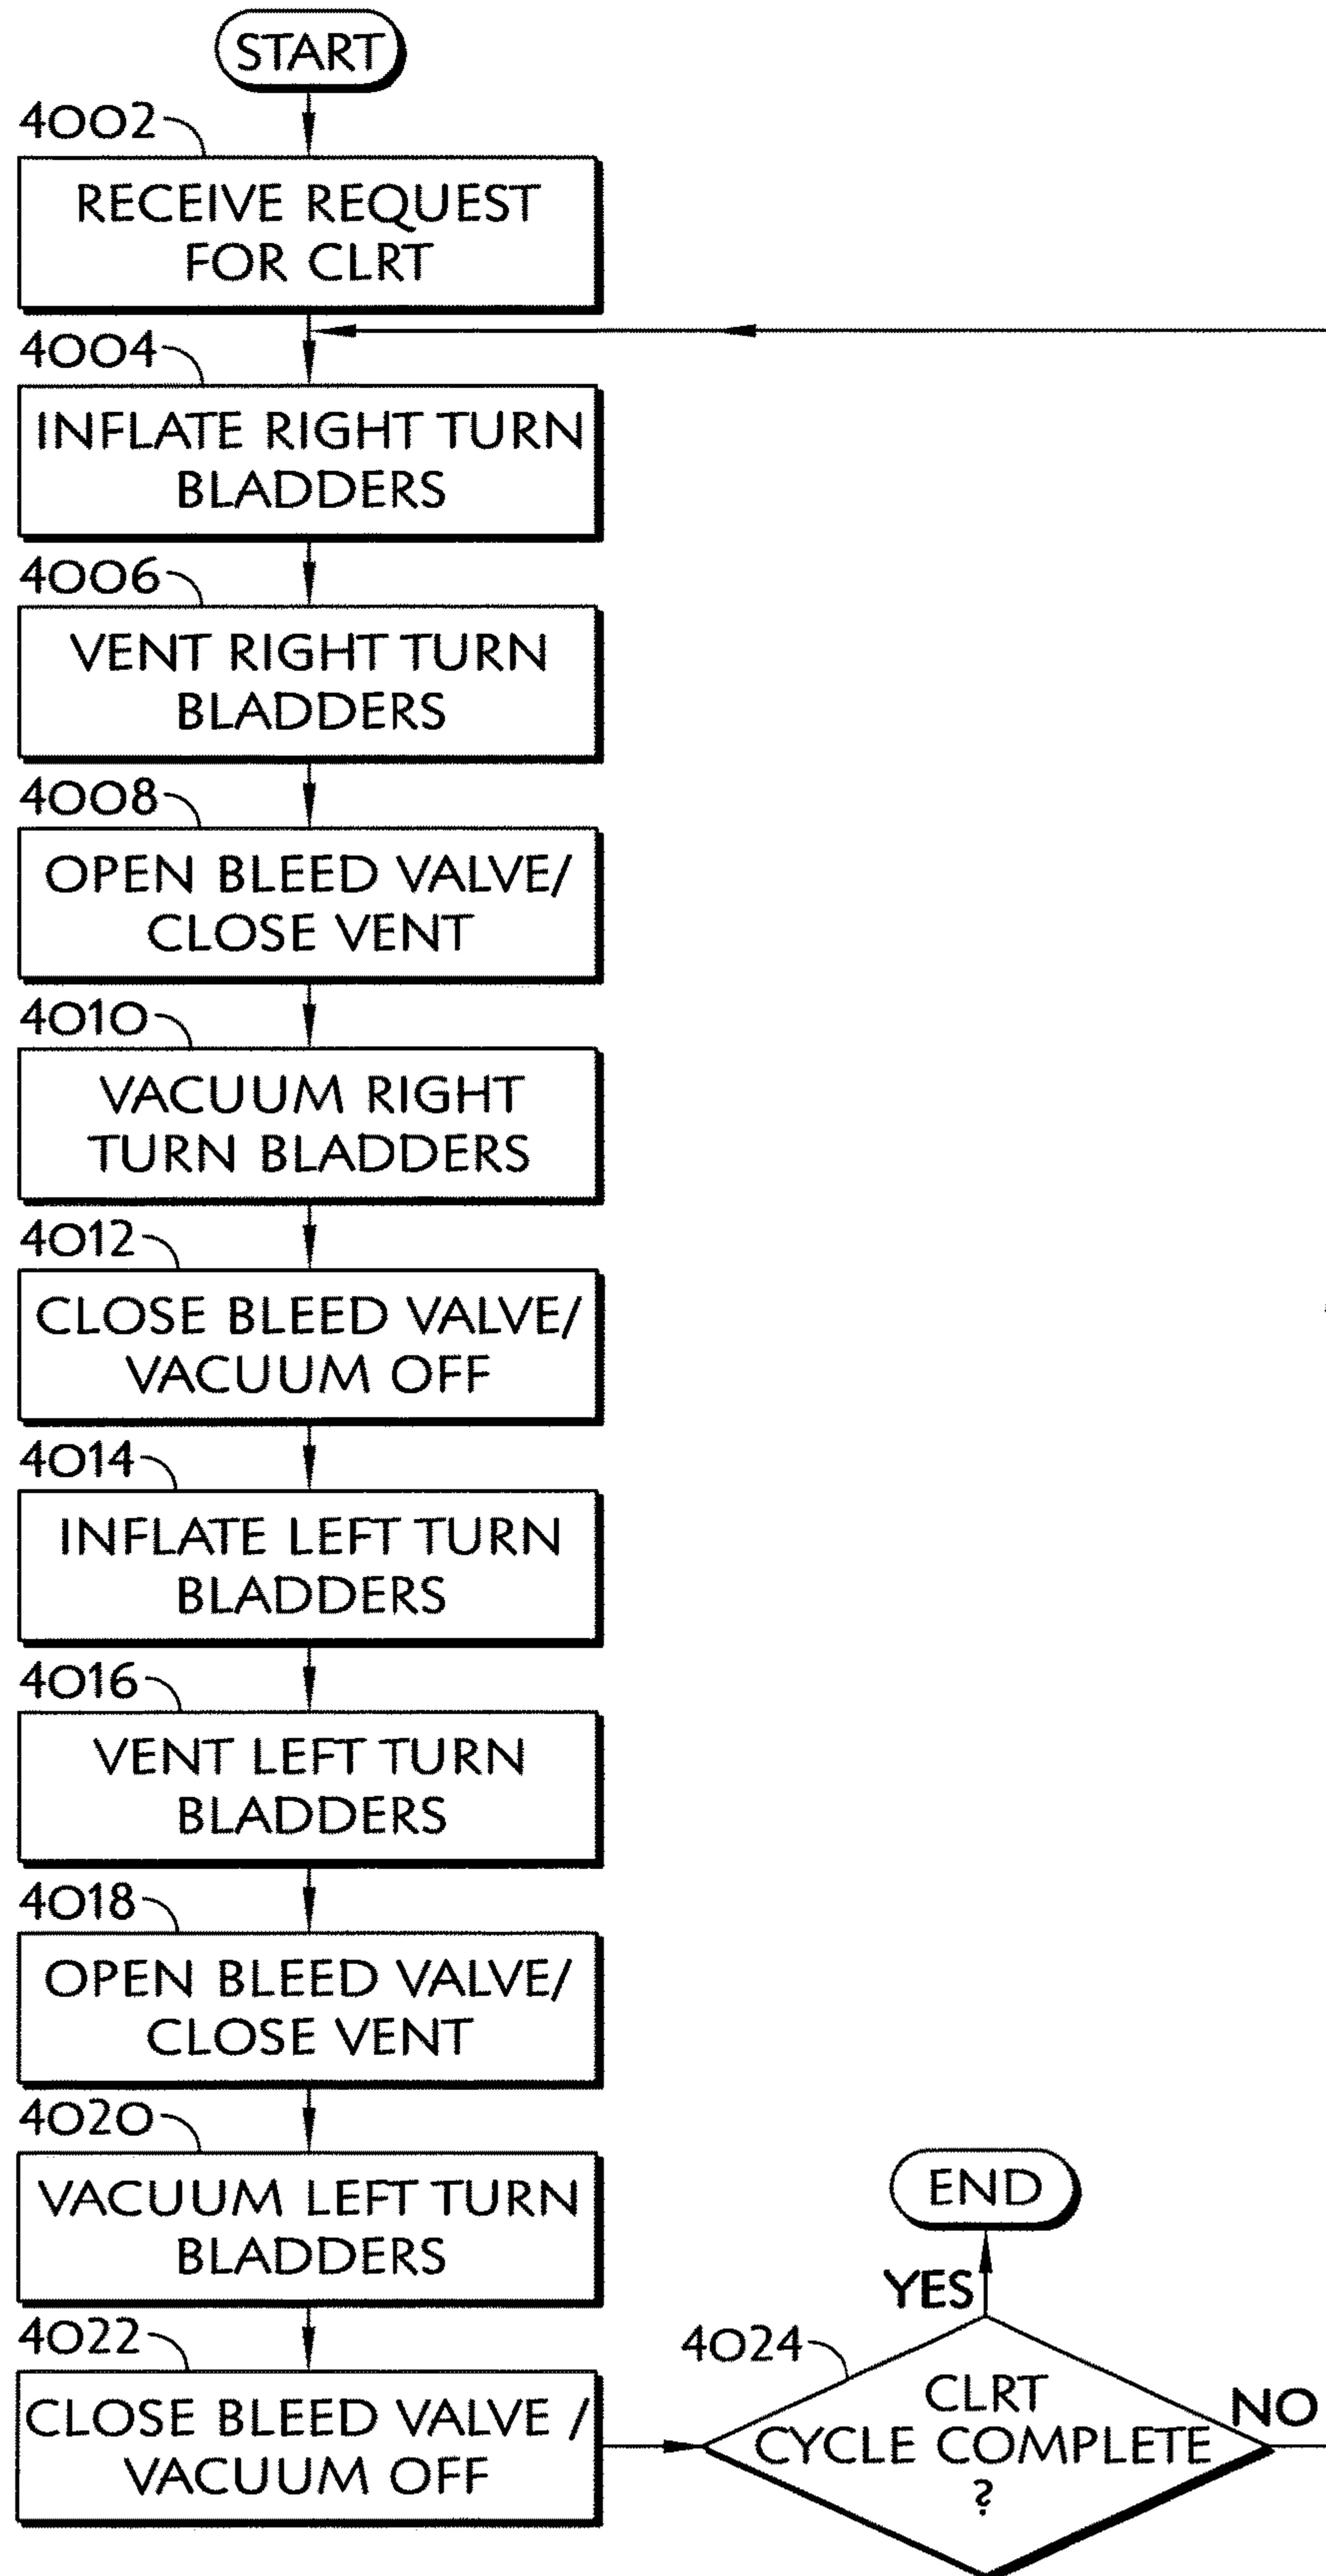 START
4002
RECEIVE REQUEST
FOR CLRT
4004
INFLATE RIGHT TURN
BLADDERS
4006
VENT RIGHT TURN
BLADDERS
4008
OPEN BLEED VALVE/
CLOSE VENT
4010
VACUUM RIGHT
TURN BLADDERS
4012
CLOSE BLEED VALVE/
VACUUM OFF
4014
INFLATE LEFT TURN
BLADDERS
4016
VENT LEFT TURN
BLADDERS
4018
OPEN BLEED VALVE/
CLOSE VENT
4020
VACUUM LEFT TURN
BLADDERS
4022
CLOSE BLEED VALVE /
VACUUM OFF
4024
CLRT
CYCLE COMPLETE
?
YES
END
NO